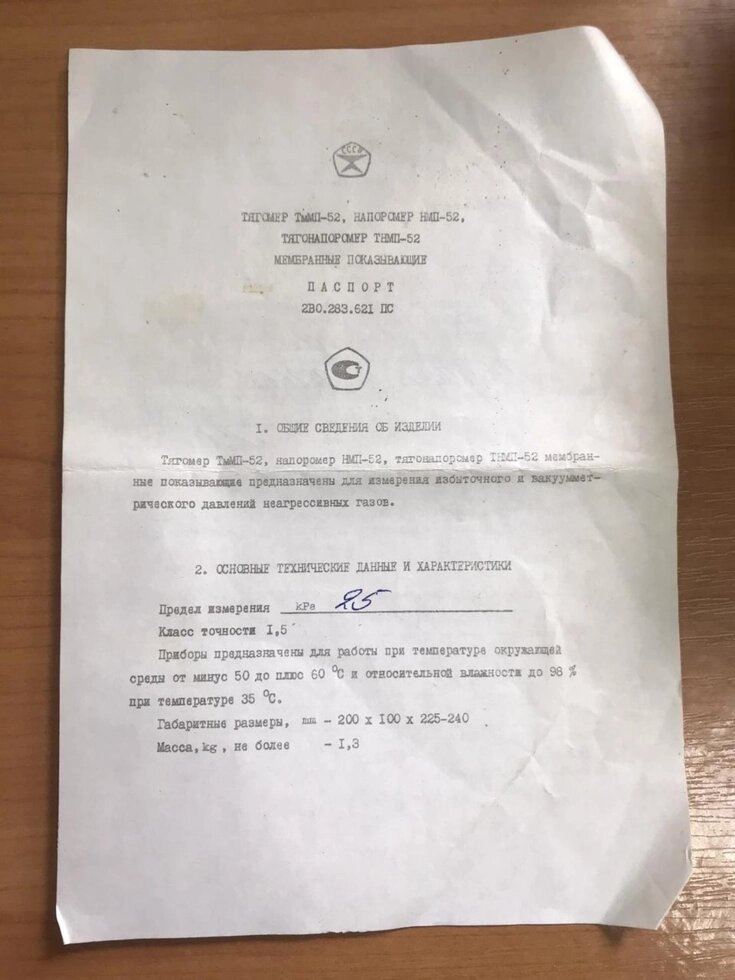 СССР
ТЯГОМЕР ТмМП-52, НАПОРОМЕР НМП-52,
ТЯГОНАПОРОМЕР ТНМП-52
МЕМБРАННЫЕ ПОКАЗЫВАЮЩИЕ
ПАСПОРТ
2В0.283.621 ПС
I. ОБЩИЕ СВЕДЕНИЯ ОБ ИЗДЕЛИИ
Тягомер ТмМП-52, напоромер НМП-52, тягонапоромер ТНМП-52 мембран-
ные показывающие предназначены для измерения избыточного и вакууммет-
рического давлений неагрессивных газов.
2. ОСНОВНЫЕ ТЕХНИЧЕСКИЕ ДАННЫЕ И ХАРАКТЕРИСТИКИ
Предел измерения kPa 25
Класс точности I,5
Приборы предназначены для работы при температуре окружающей
среды от минус 50 до плюс 60 °С и относительной влажности до 98 %
при температуре 35 °С.
Габаритные размеры, mm - 200 x 100 x 225-240
Масса, kg, не более - I,3